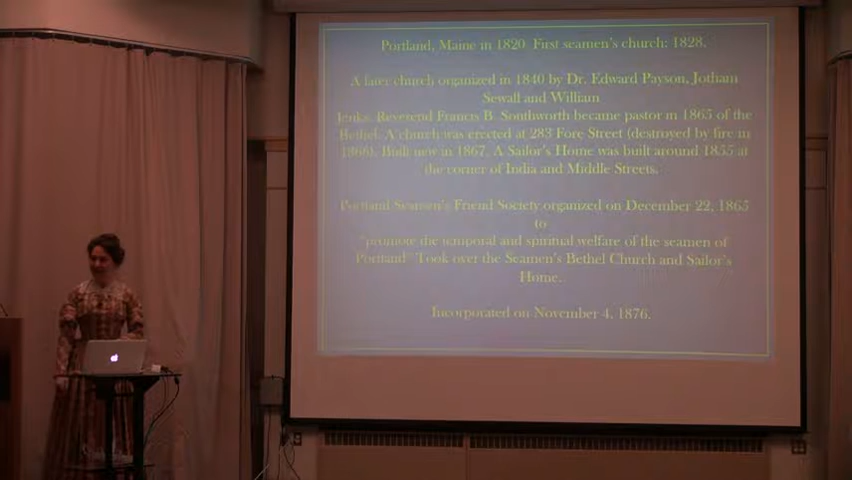 Portland, Maine in 1820 First seamen's church: 1828.
A later church organized in 1840 by Dr. Edward Payson, Jotham
Sewall and William
Jenks. Reverend Francis B. Southworth became pastor in 1865 of the
Bethel. A church was erected at 283 Fore Street (destroyed by fire in
1866). Built new in 1867. A Sailor's Home was built around 1855 at
the corner of India and Middle Streets.
Portland Seamen's Friend Society organized on December 22, 1865
to
"promote the temporal and spiritual welfare of the seamen of
Portland" Took over the Seamen's Bethel Church and Sailor's
Home.
Incorporated on November 4, 1876.